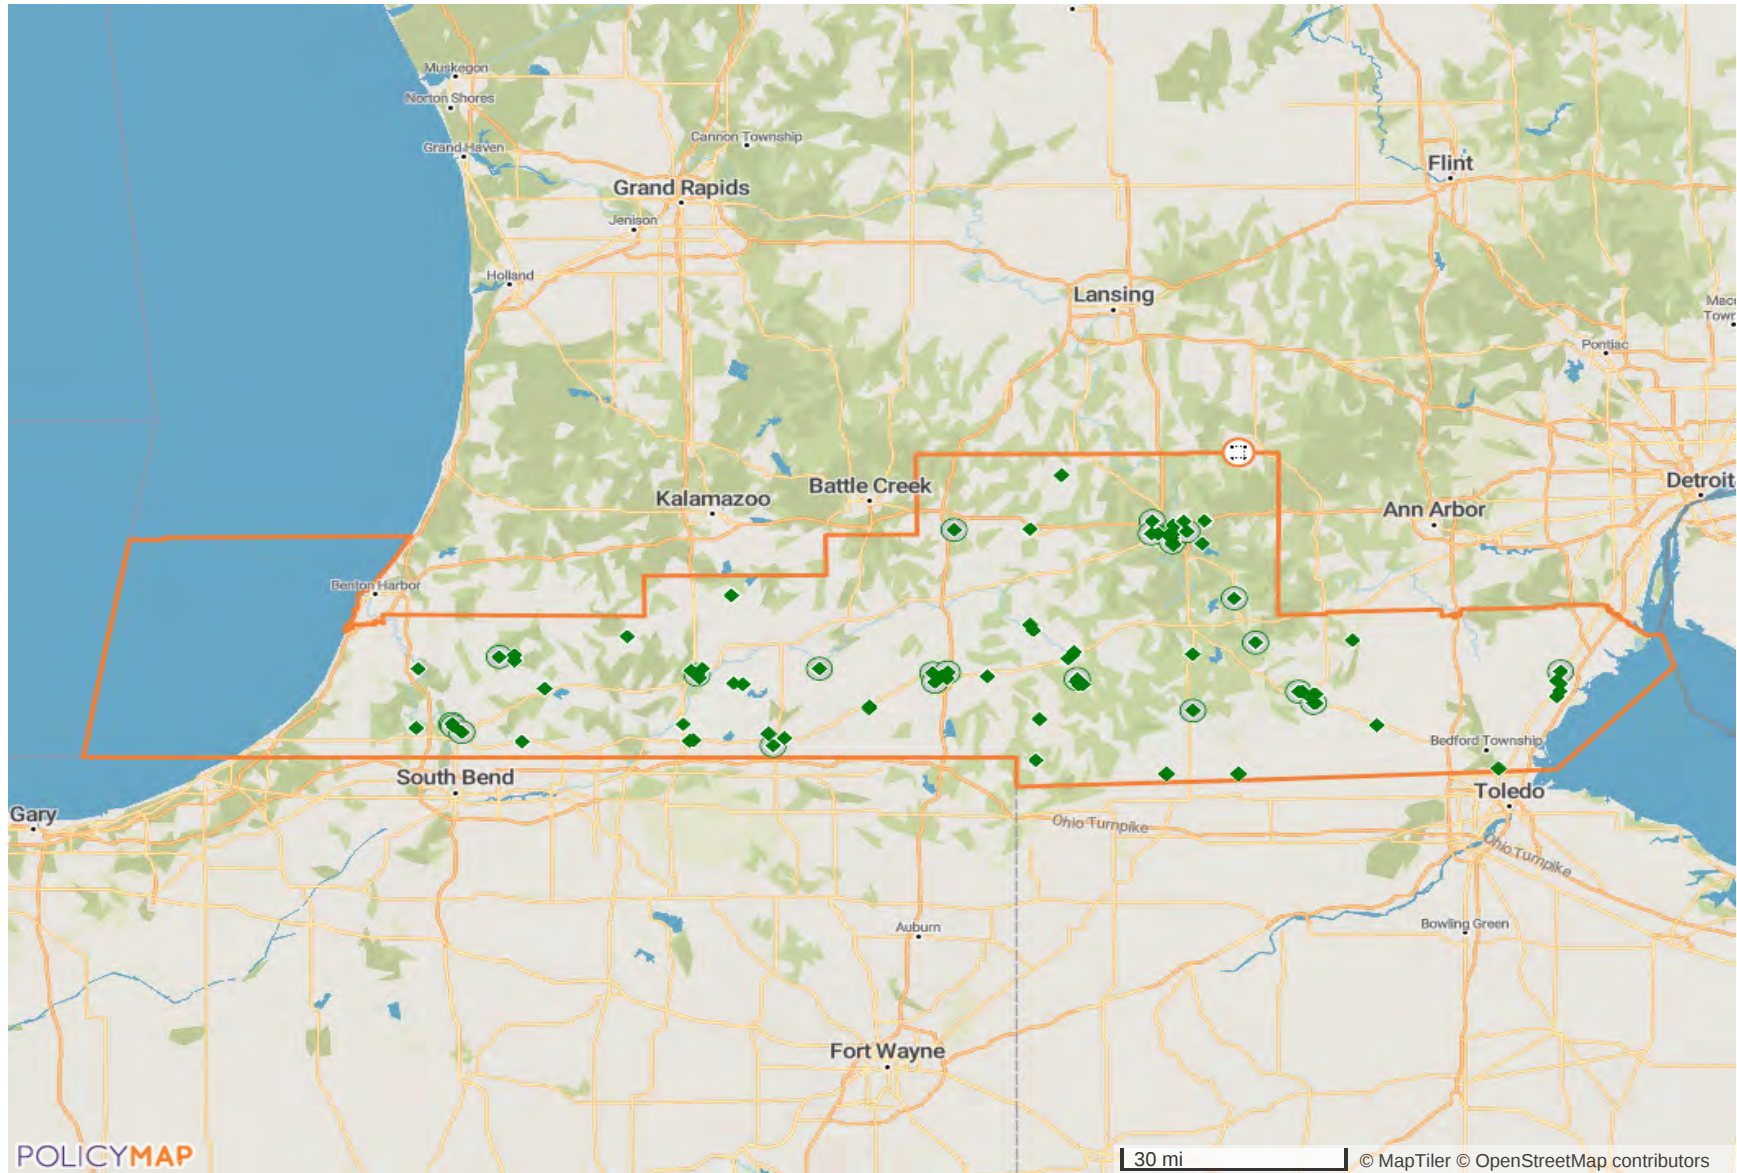 Muskegon
Norton Shores
Cannon Township
Grand Haven
Flint
Grand Rapids
Jenison
Holland
Lansing
Pontiac
Detroit
Battle Creek
Kalamazoo
Ann Arbor
Benton Harbor
Bedford Township
South Bend
Toledo
Gary
Ohio Turnpike
Ohio Turnpike
Auburn
Bowling Green
Fort Wayne
POLICYMAP
30 mi
© MapTiler © OpenStreetMap contributors